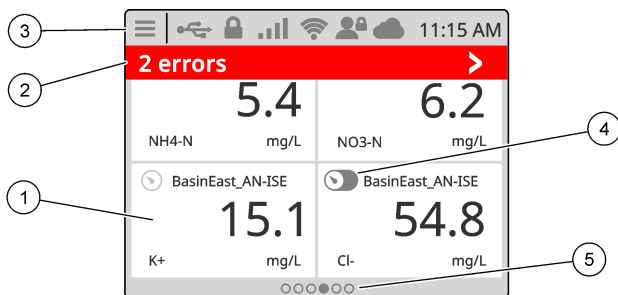 3
11:15 AM
2
2 errors
5.4
6.2
NH4-N mg/L
NO3-N mg/L
4
1
BasinEast_AN-ISE
BasinEast_AN-ISE
15.1
54.8
K+ mg/L
Cl- mg/L
5